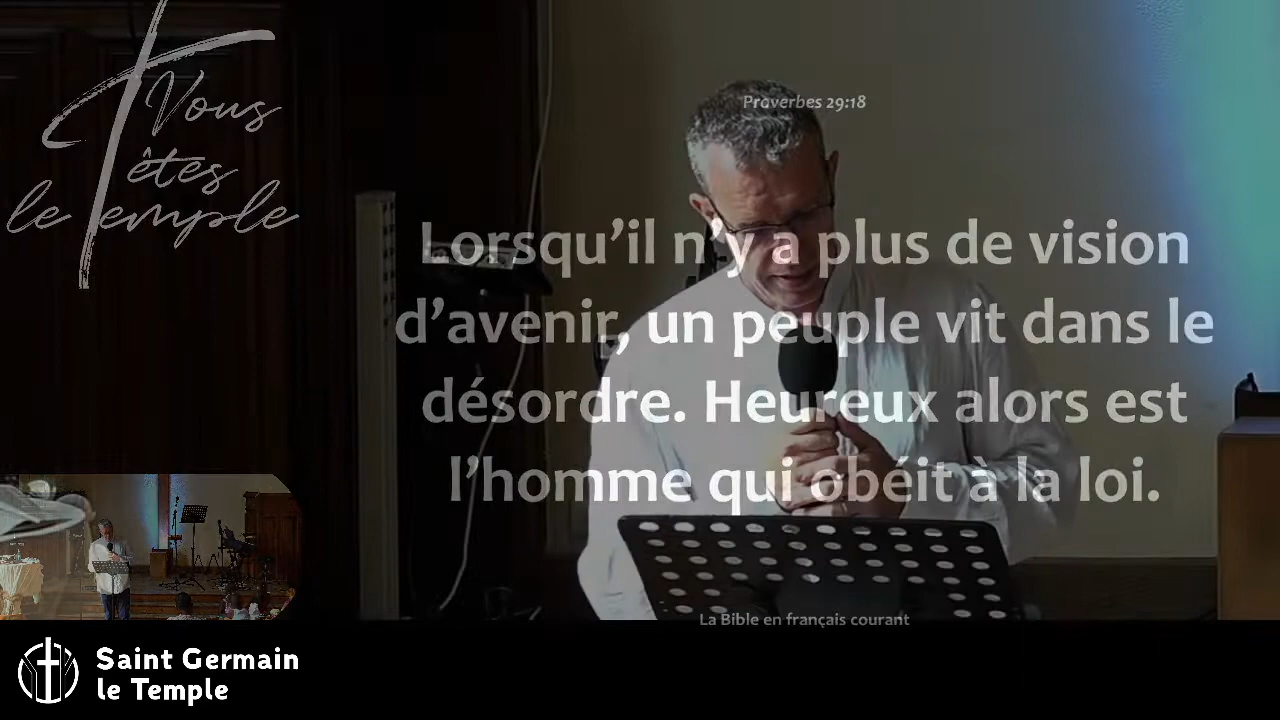 Vous
êtes
le Temple
Proverbes 29:18
Lorsqu’il n’y a plus de vision
d’avenir, un peuple vit dans le
désordre. Heureux alors est
l’homme qui obéit à la loi.
La Bible en français courant
Saint Germain
le Temple